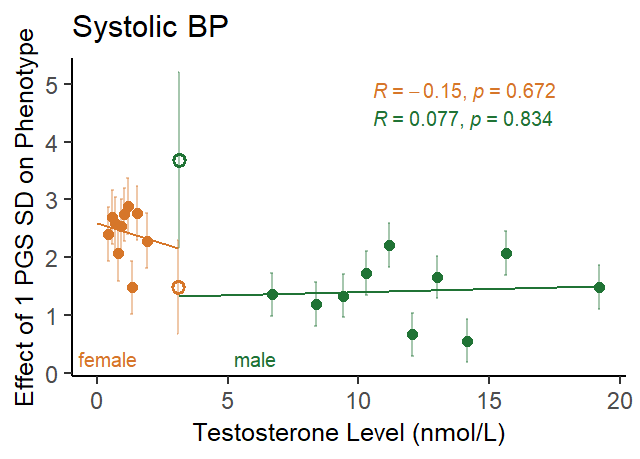 Systolic BP
Effect of 1 PGS SD on Phenotype
R = −0.15, p = 0.672
R = 0.077, p = 0.834
5
4
3
2
1
0
female
male
0 5 10 15 20
Testosterone Level (nmol/L)